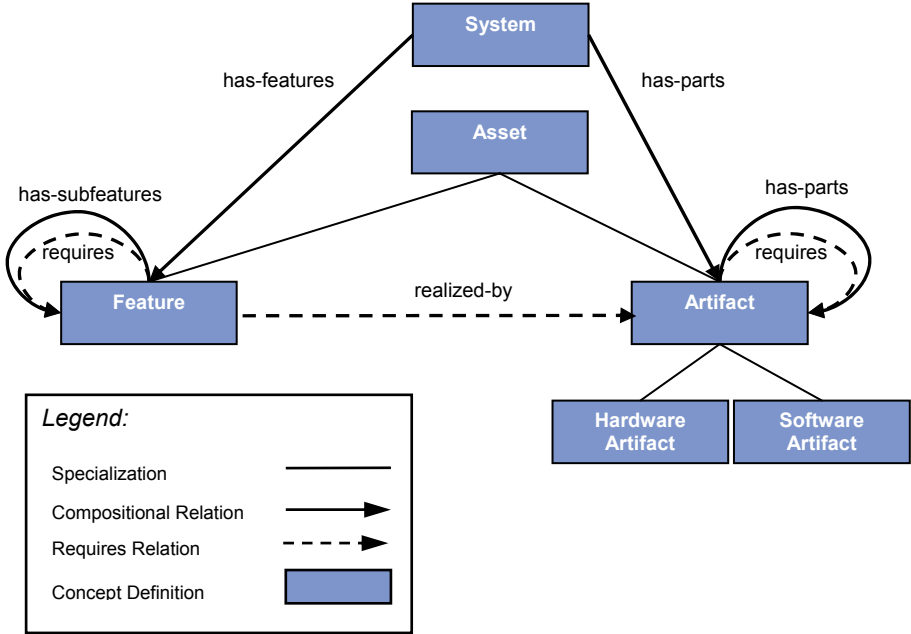 System
has-features
has-parts
Asset
has-subfeatures
has-parts
requires
requires
Feature
realized-by
Artifact
Hardware
Artifact
Software
Artifact
Legend:
Specialization
Compositional Relation
Requires Relation
Concept Definition